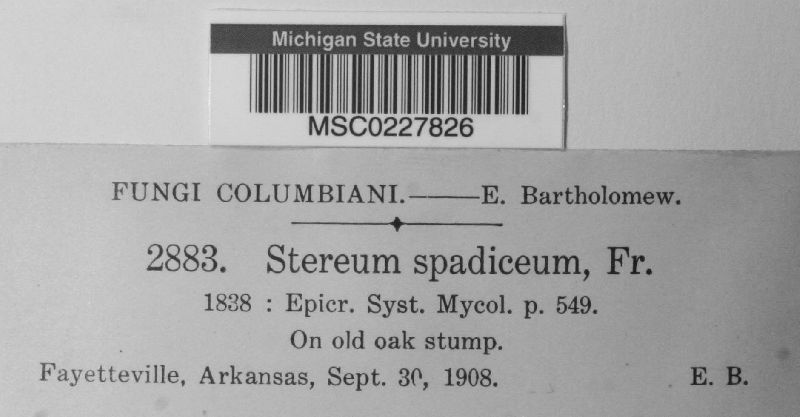 Michigan State University
MSC0227826
FUNGI COLUMBIANI.——E. Bartholomew.
2883. Stereum spadiceum, Fr.
1838 : Epicr. Syst. Mycol. p. 549.
On old oak stump.
Fayetteville, Arkansas, Sept. 30, 1908. E. B.